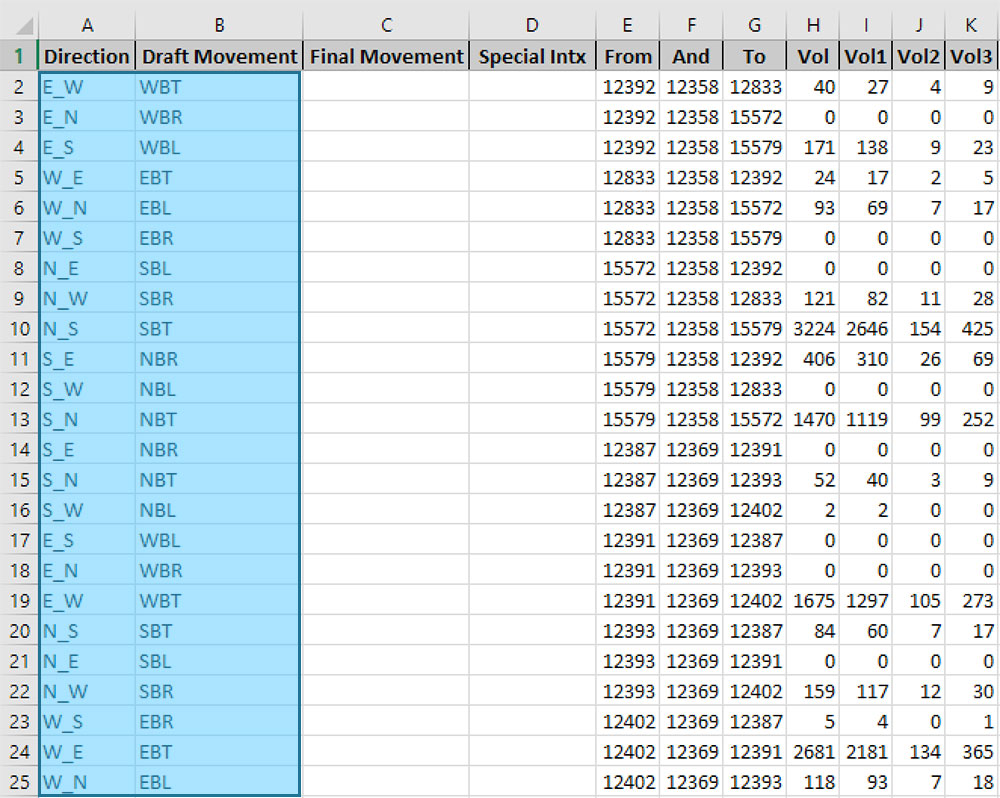 A B C D E F G H I J K
1 Direction Draft Movement Final Movement Special Intx From And To Vol Vol1 Vol2 Vol3
2 E_W WBT 12392 12358 12833 40 27 4 9
3 E_N WBR 12392 12358 15572 0 0 0 0
4 E_S WBL 12392 12358 15579 171 138 9 23
5 W_E EBT 12833 12358 12392 24 17 2 5
6 W_N EBL 12833 12358 15572 93 69 7 17
7 W_S EBR 12833 12358 15579 0 0 0 0
8 N_E SBL 15572 12358 12392 0 0 0 0
9 N_W SBR 15572 12358 12833 121 82 11 28
10 N_S SBT 15572 12358 15579 3224 2646 154 425
11 S_E NBR 15579 12358 12392 406 310 26 69
12 S_W NBL 15579 12358 12833 0 0 0 0
13 S_N NBT 15579 12358 15572 1470 1119 99 252
14 S_E NBR 12387 12369 12391 0 0 0 0
15 S_N NBT 12387 12369 12393 52 40 3 9
16 S_W NBL 12387 12369 12402 2 2 0 0
17 E_S WBL 12391 12369 12387 0 0 0 0
18 E_N WBR 12391 12369 12393 0 0 0 0
19 E_W WBT 12391 12369 12402 1675 1297 105 273
20 N_S SBT 12393 12369 12387 84 60 7 17
21 N_E SBL 12393 12369 12391 0 0 0 0
22 N_W SBR 12393 12369 12402 159 117 12 30
23 W_S EBR 12402 12369 12387 5 4 0 1
24 W_E EBT 12402 12369 12391 2681 2181 134 365
25 W_N EBL 12402 12369 12393 118 93 7 18